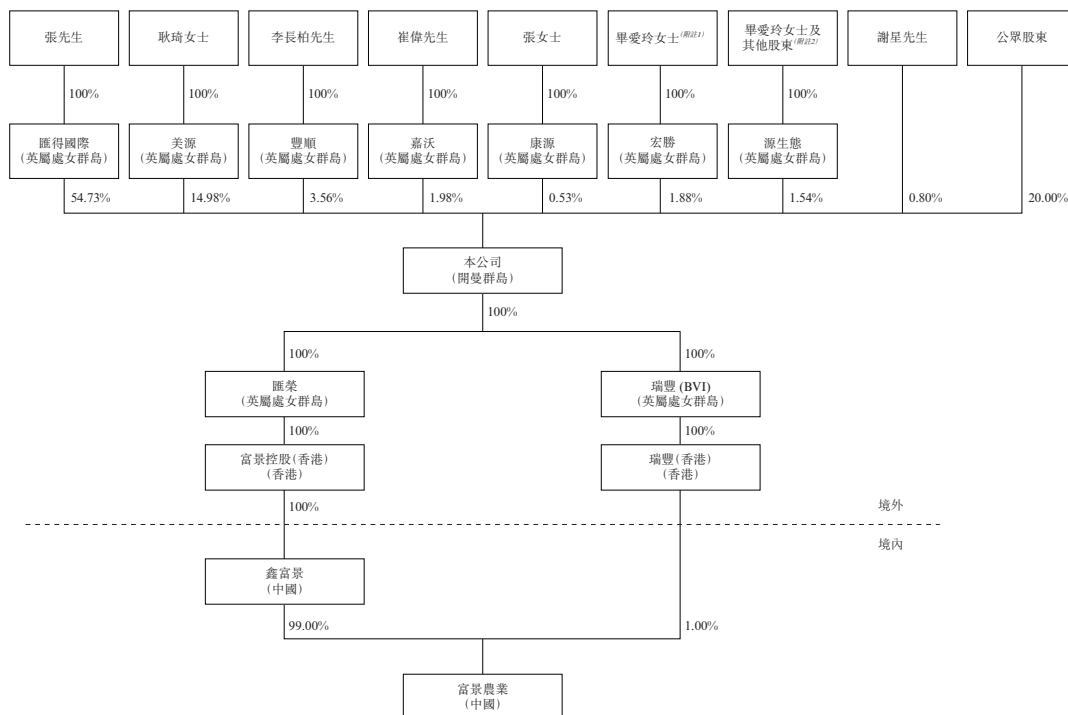 張先生
耿琦女士
李長柏先生
崔偉先生
張女士
畢愛玲女士(附註1)
畢愛玲女士及
其他股東(附註2)
謝星先生
公眾股東
100%
100%
100%
100%
100%
100%
100%
匯得國際
(英屬處女群島)
美源
(英屬處女群島)
豐順
(英屬處女群島)
嘉沃
(英屬處女群島)
康源
(英屬處女群島)
宏勝
(英屬處女群島)
源生態
(英屬處女群島)
54.73%
14.98%
3.56%
1.98%
0.53%
1.88%
1.54%
0.80%
20.00%
本公司
(開曼群島)
100%
100%
100%
匯榮
(英屬處女群島)
瑞豐 (BVI)
(英屬處女群島)
100%
100%
富景控股(香港)
(香港)
瑞豐(香港)
(香港)
100%
境外
境內
鑫富景
(中國)
99.00%
1.00%
富景農業
(中國)